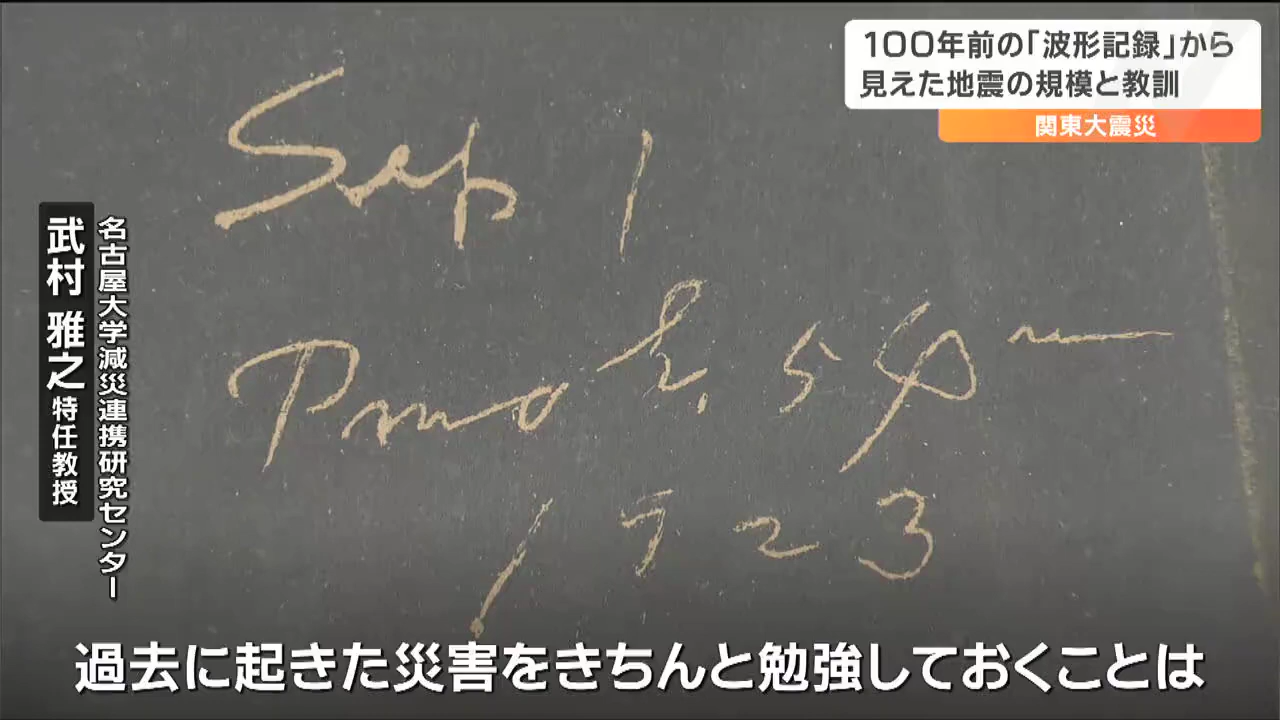 100年前の「波形記録」から
見えた地震の規模と教訓
関東大震災
Sep 1
1923
名古屋大学減災連携研究センター
武村 雅之 特任教授
過去に起きた災害をきちんと勉強しておくことは